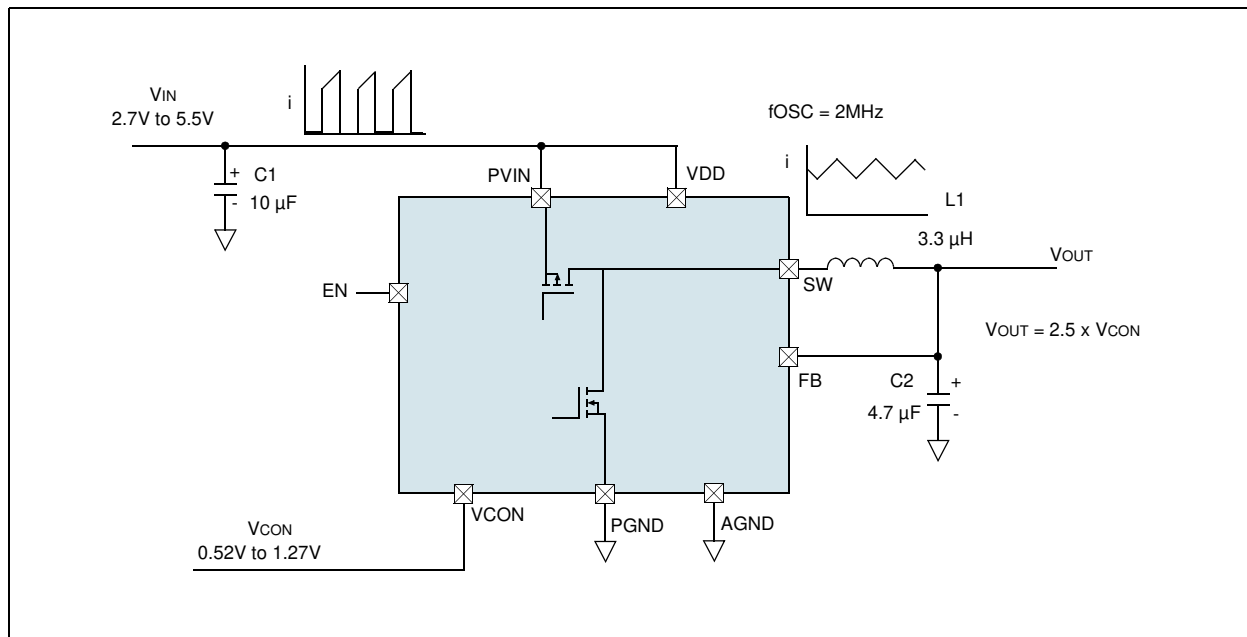 VIN
2.7V to 5.5V
i
fOSC = 2MHz
+ C1
- 10 µF
PVIN
VDD
i
L1
3.3 µH
VOUT
SW
EN
VOUT = 2.5 x VCON
FB
C2 +
4.7 µF -
VCON
PGND
AGND
VCON
0.52V to 1.27V